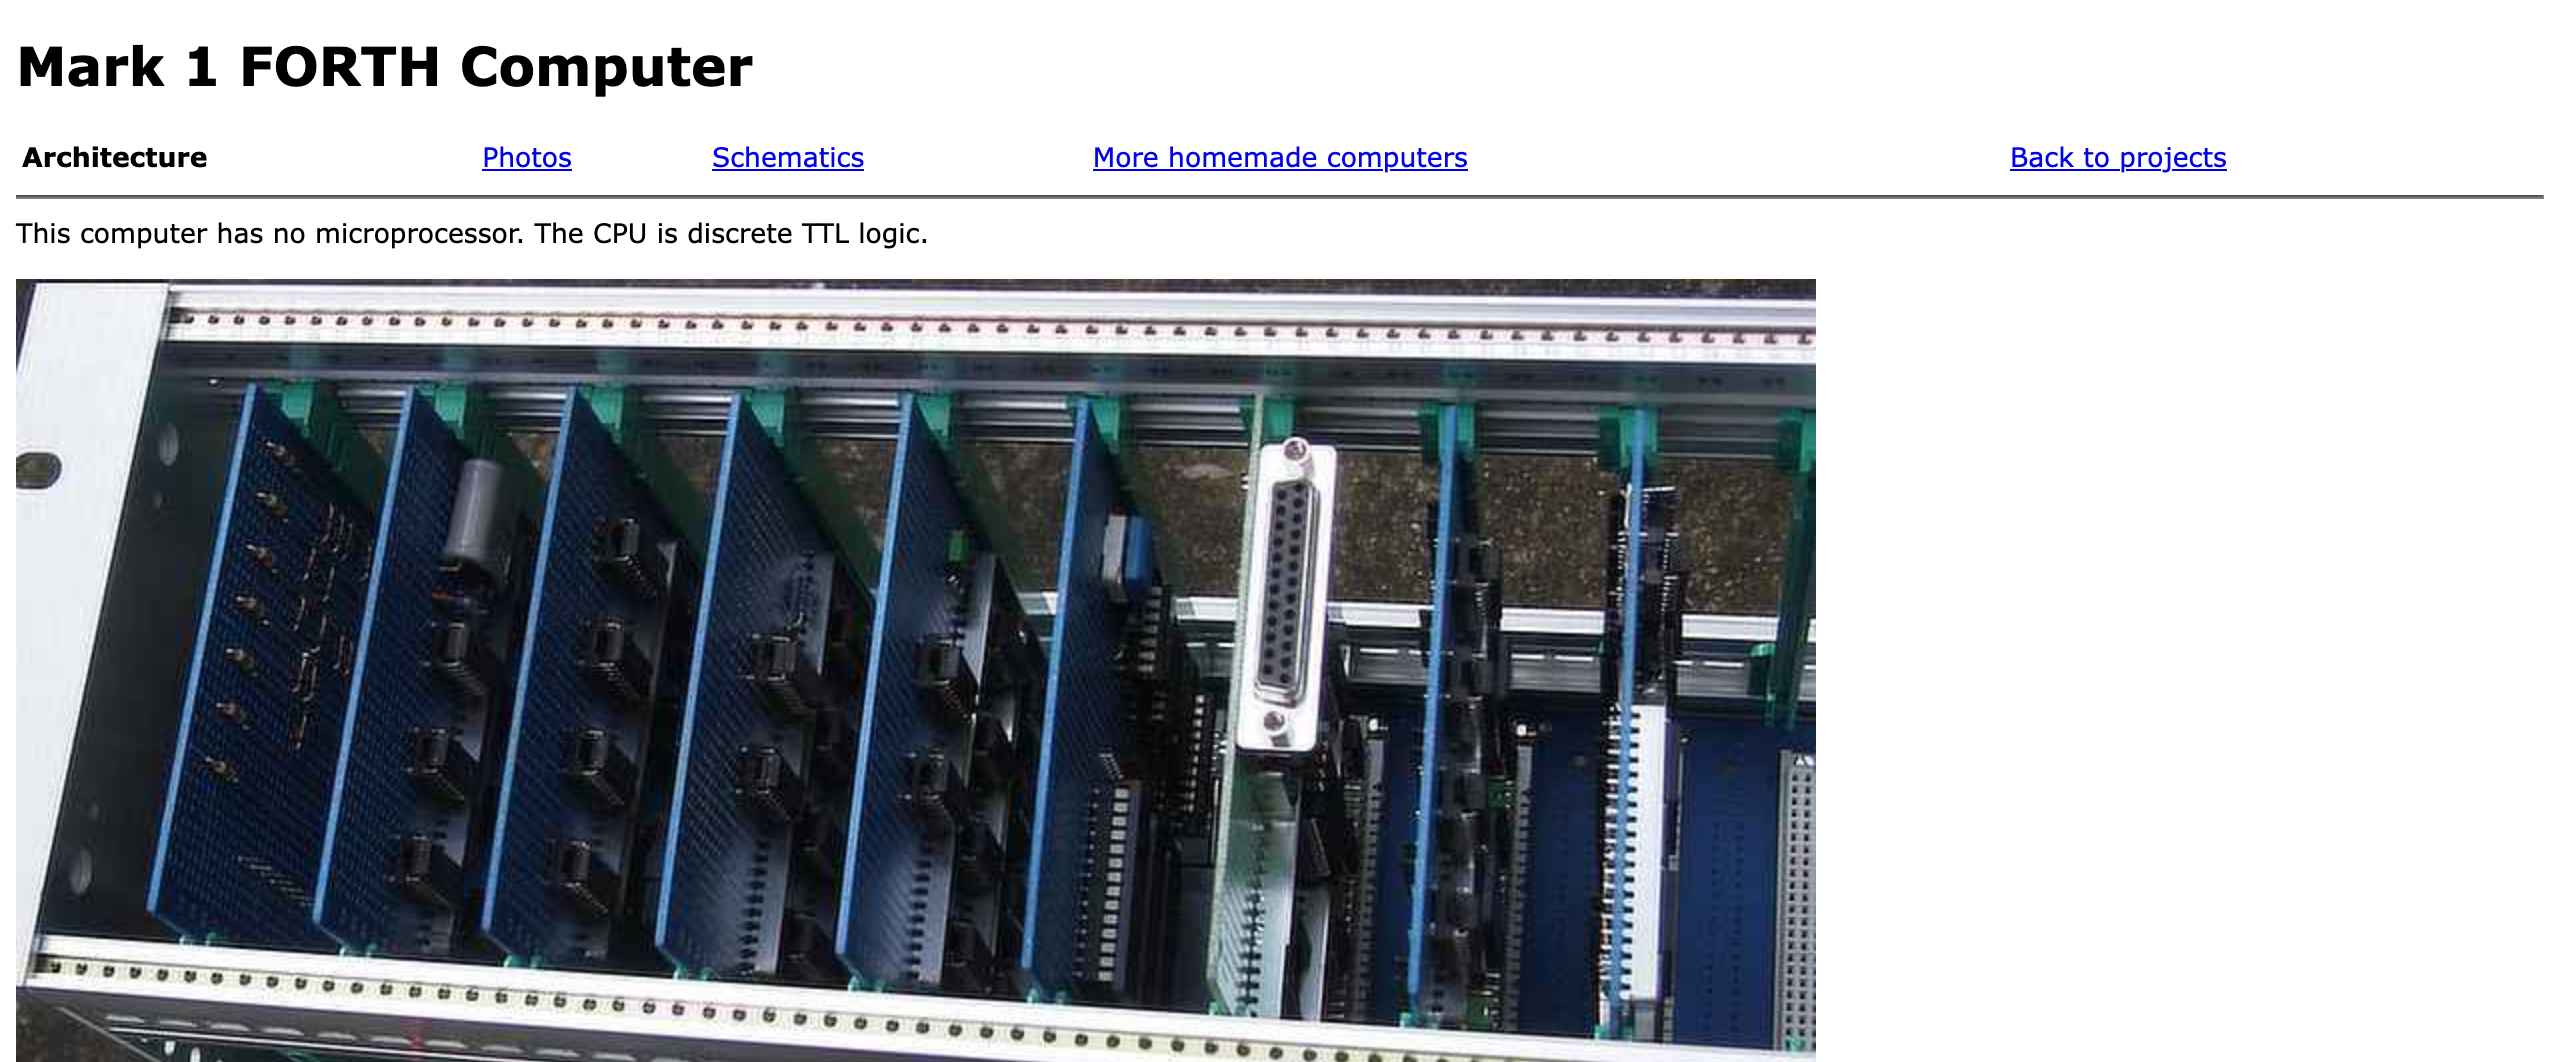 Mark 1 FORTH Computer
Architecture Photos Schematics More homemade computers Back to projects
This computer has no microprocessor. The CPU is discrete TTL logic.